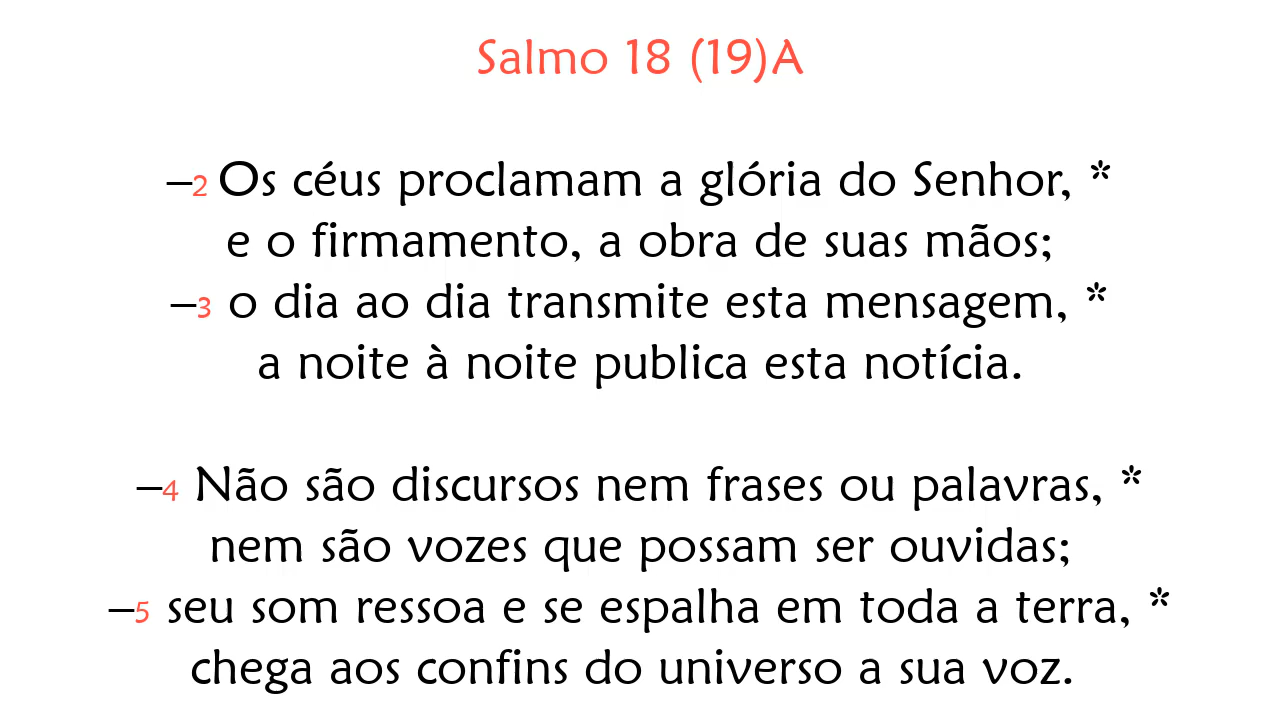 Salmo 18 (19)A
–2 Os céus proclamam a glória do Senhor, *
e o firmamento, a obra de suas mãos;
–3 o dia ao dia transmite esta mensagem, *
a noite à noite publica esta notícia.
–4 Não são discursos nem frases ou palavras, *
nem são vozes que possam ser ouvidas;
–5 seu som ressoa e se espalha em toda a terra, *
chega aos confins do universo a sua voz.